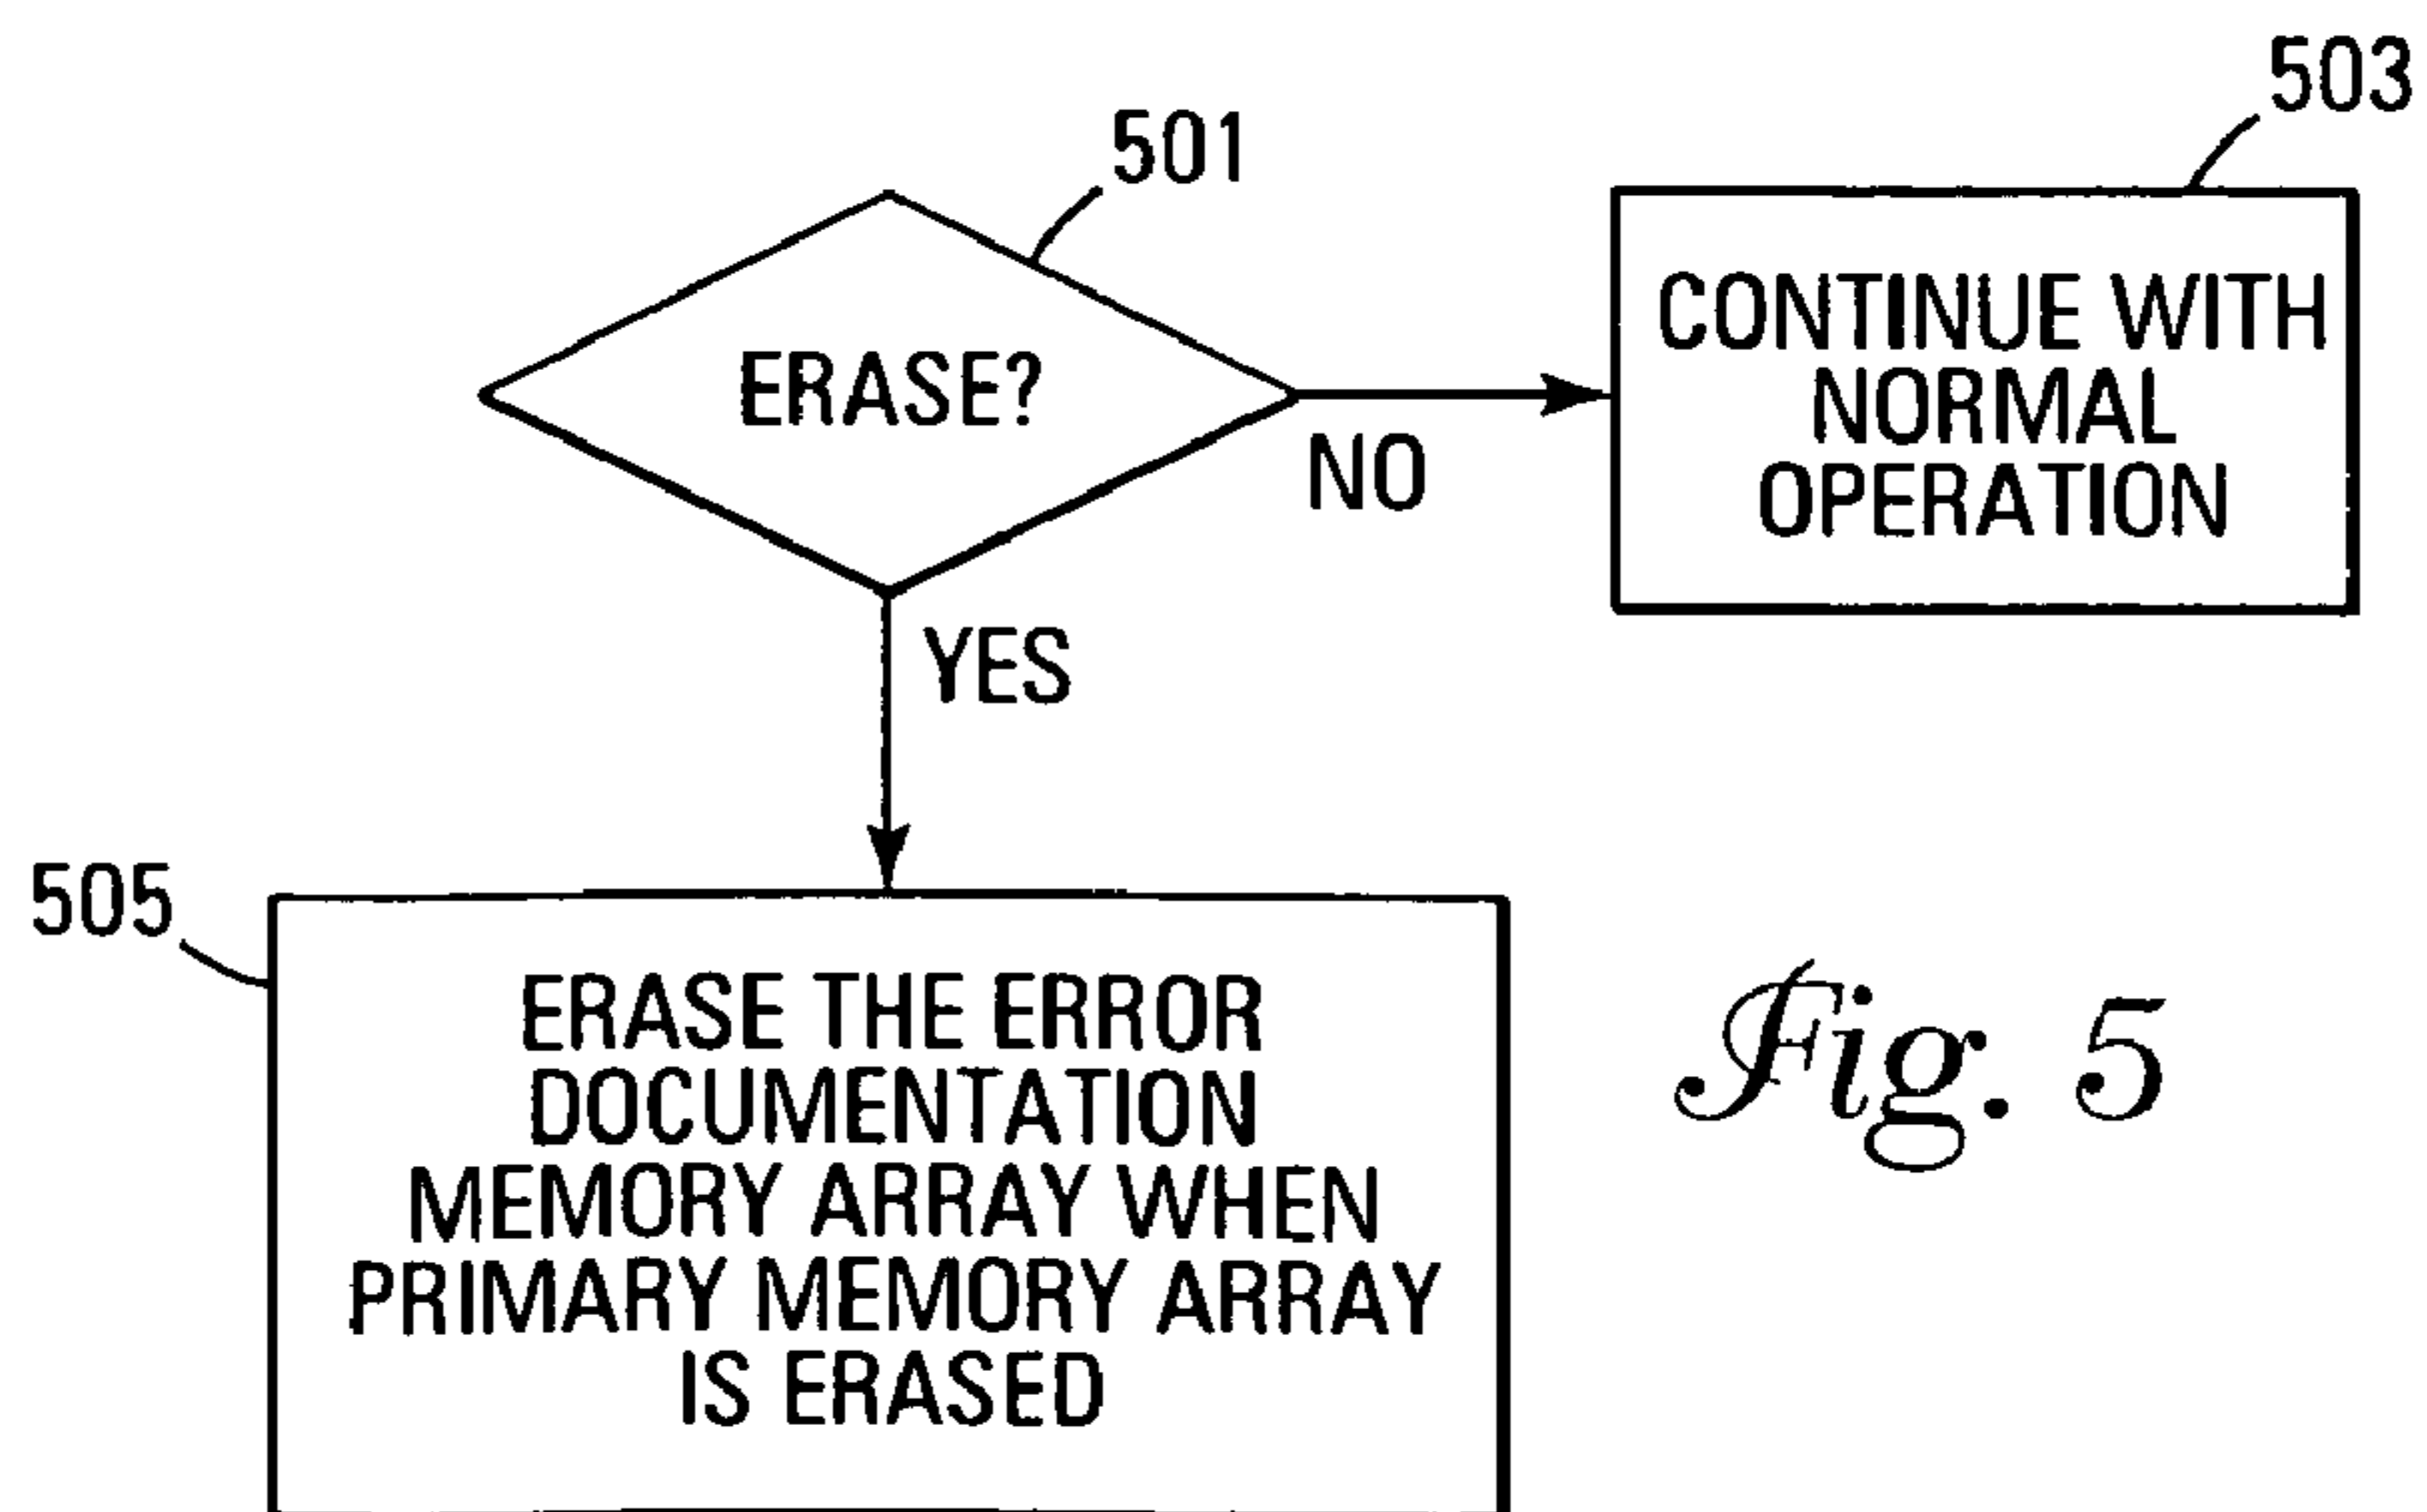 503
501
CONTINUE WITH
NORMAL
OPERATION
ERASE?
NO
YES
505
ERASE THE ERROR
DOCUMENTATION
MEMORY ARRAY WHEN
PRIMARY MEMORY ARRAY
IS ERASED
Fig. 5